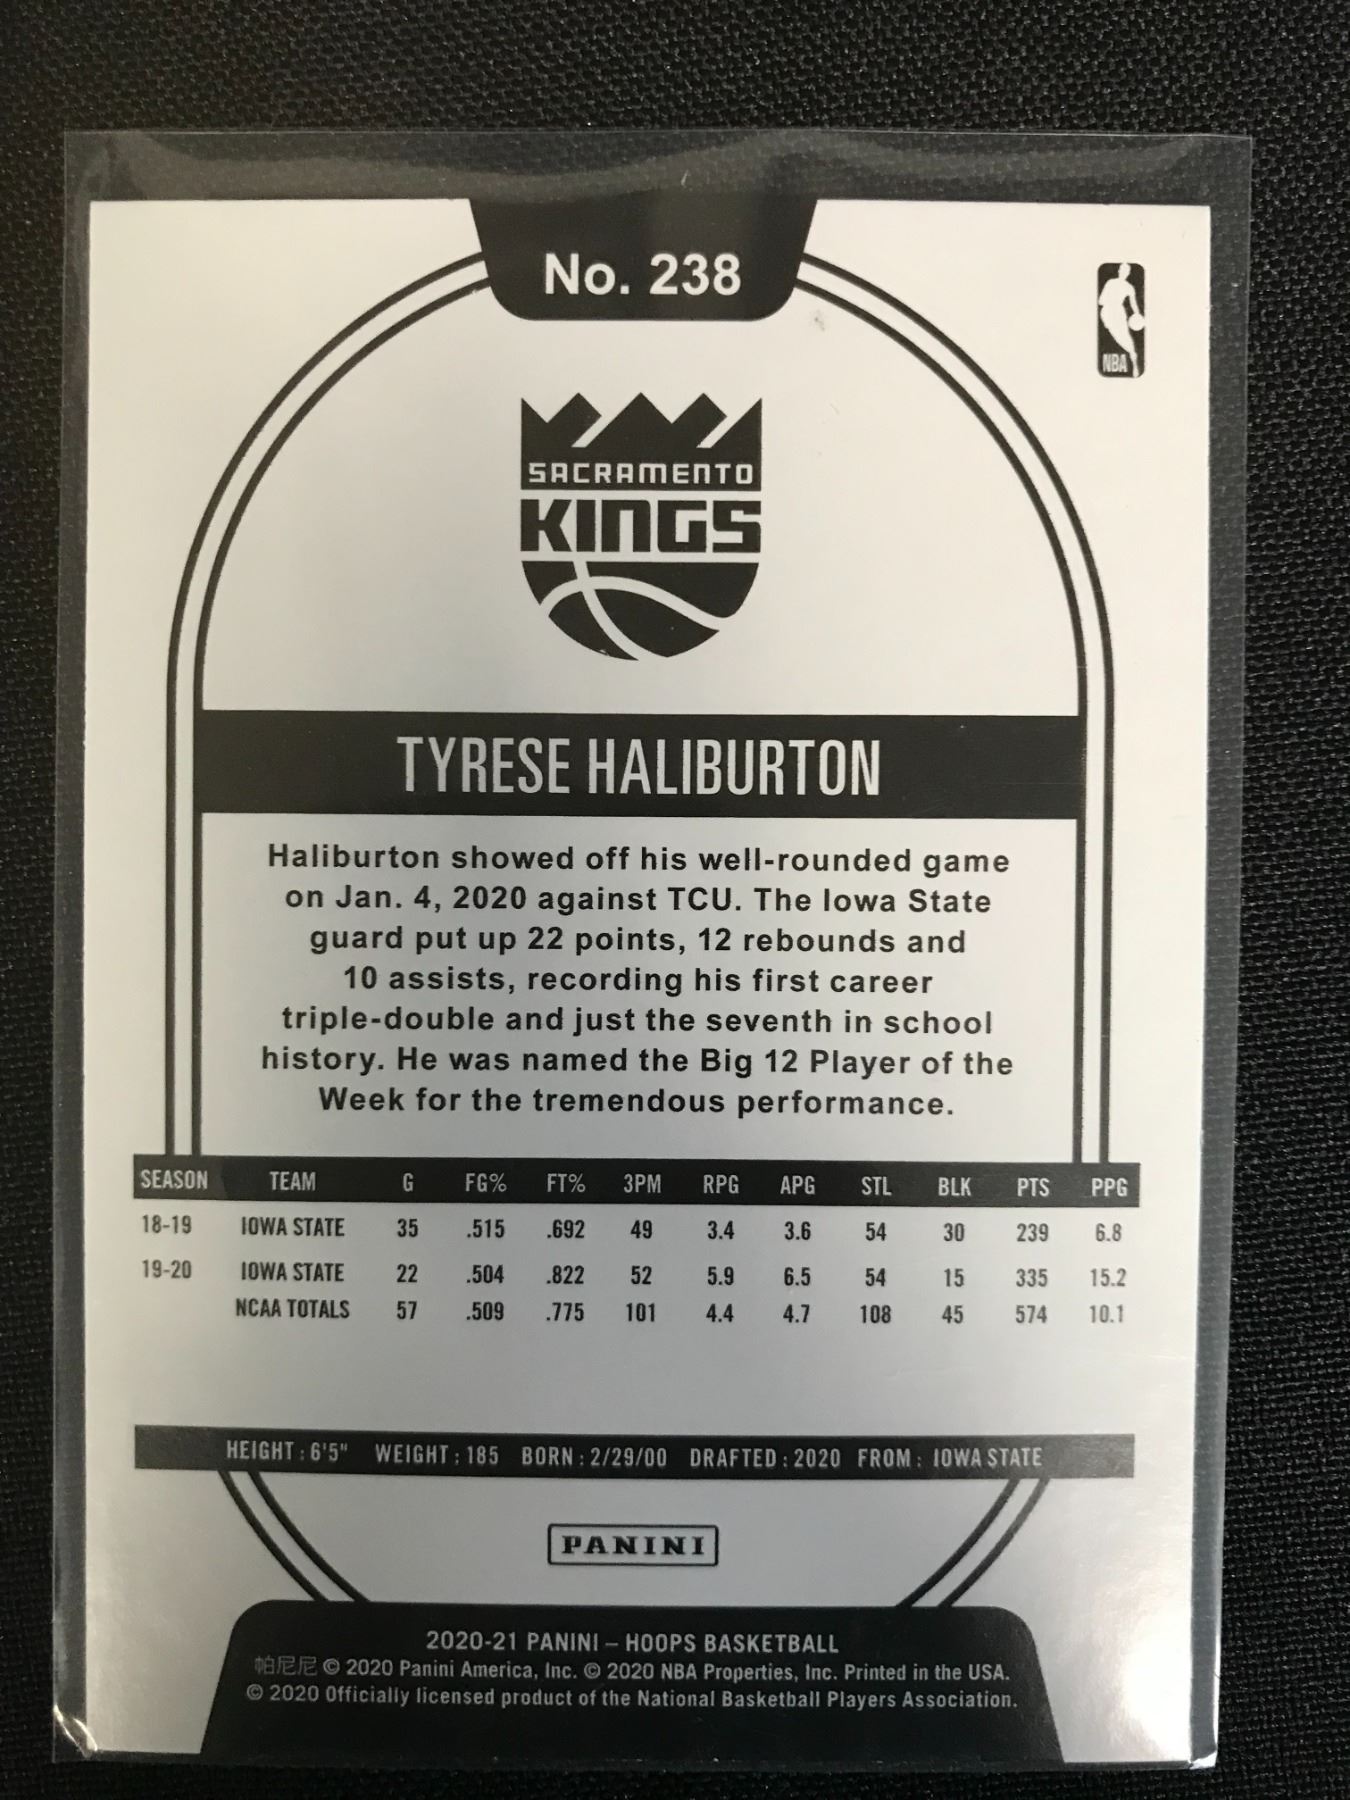 No. 238
NBA
SACRAMENTO
KINGS
TYRESE HALIBURTON
Haliburton showed off his well-rounded game
on Jan. 4, 2020 against TCU. The Iowa State
guard put up 22 points, 12 rebounds and
10 assists, recording his first career
triple-double and just the seventh in school
history. He was named the Big 12 Player of the
Week for the tremendous performance.
SEASON TEAM G FG% FT% 3PM RPG APG STL BLK PTS PPG
18-19 IOWA STATE 35 .515 .692 49 3.4 3.6 54 30 239 6.8
19-20 IOWA STATE 22 .504 .822 52 5.9 6.5 54 15 335 15.2
NCAA TOTALS 57 .509 .775 101 4.4 4.7 108 45 574 10.1
HEIGHT : 6'5" WEIGHT : 185 BORN : 2/29/00 DRAFTED : 2020 FROM : IOWA STATE
PANINI
2020-21 PANINI – HOOPS BASKETBALL
帕尼尼 © 2020 Panini America, Inc. © 2020 NBA Properties, Inc. Printed in the USA.
© 2020 Officially licensed product of the National Basketball Players Association.